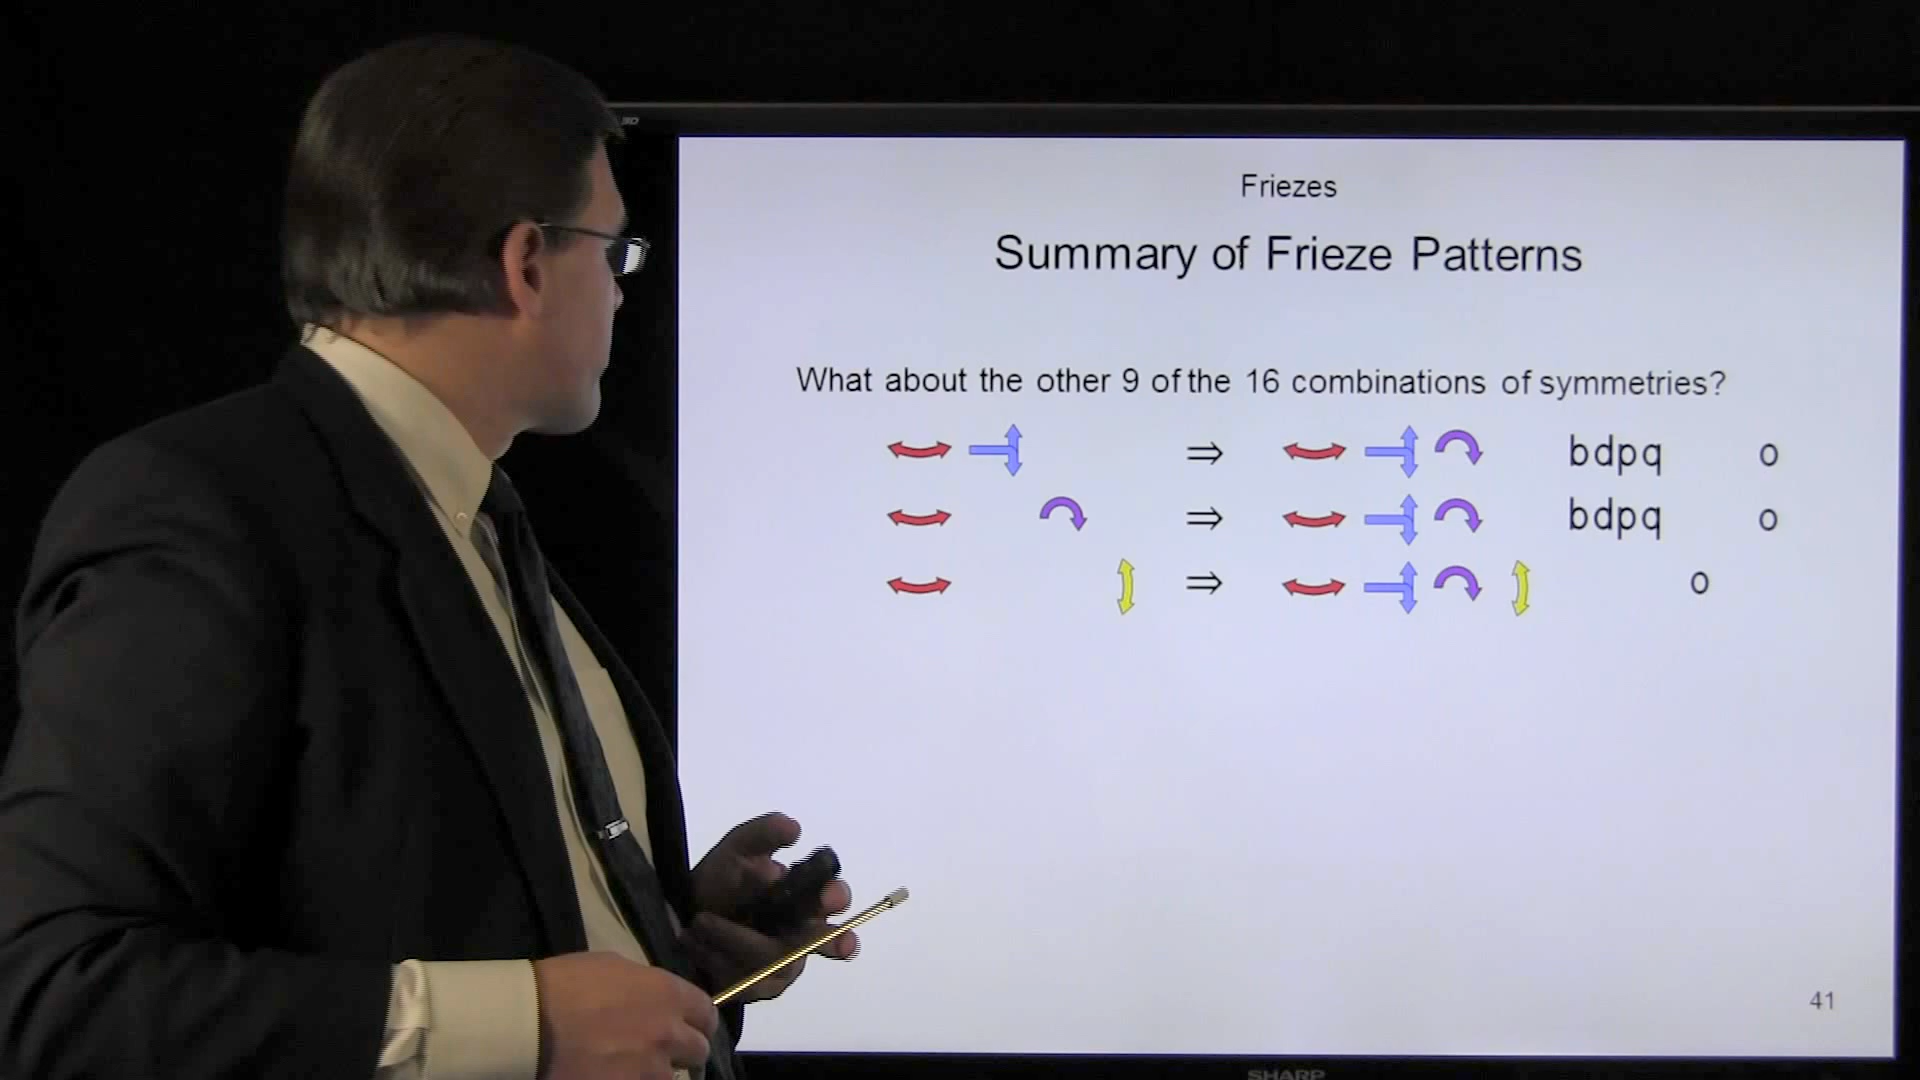 3D
Friezes
Summary of Frieze Patterns
What about the other 9 of the 16 combinations of symmetries?
⇒ bdpq o
⇒ bdpq o
⇒ o
41
SHARP